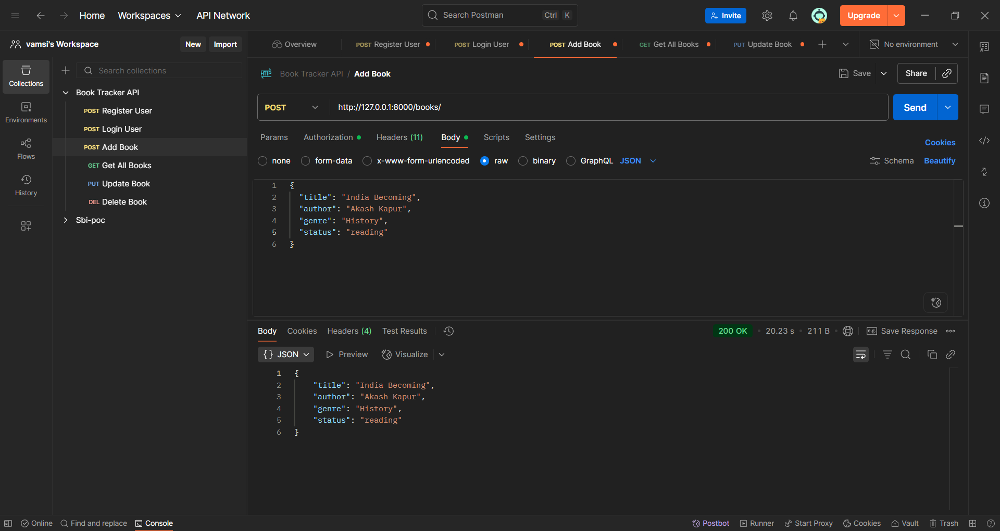 Home Workspaces API Network Search Postman Ctrl K Invite Upgrade
vamsi's Workspace New Import Overview POST Register User POST Login User POST Add Book GET Get All Books PUT Update Book No environment
Collections
Environments
Flows
History
Search collections
Book Tracker API
POST Register User
POST Login User
POST Add Book
GET Get All Books
PUT Update Book
DEL Delete Book
Sbi-poc
HTTP Book Tracker API / Add Book Save Share
POST http://127.0.0.1:8000/books/ Send
Params Authorization Headers (11) Body Scripts Settings Cookies
none form-data x-www-form-urlencoded raw binary GraphQL JSON Schema Beautify
1 {
2 "title": "India Becoming",
3 "author": "Akash Kapur",
4 "genre": "History",
5 "status": "reading"
6 }
Body Cookies Headers (4) Test Results 200 OK 20.23 s 211 B e.g. Save Response
{} JSON Preview Visualize
1 {
2 "title": "India Becoming",
3 "author": "Akash Kapur",
4 "genre": "History",
5 "status": "reading"
6 }
Online Find and replace Console Postbot Runner Start Proxy Cookies Vault Trash